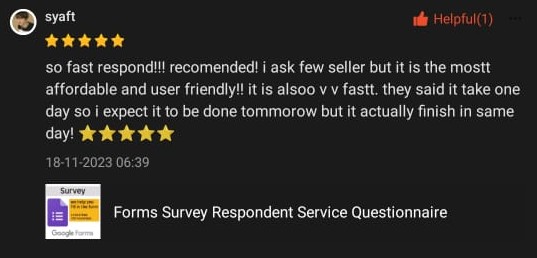 syaft
Helpful(1)
so fast respond!!! recomended! i ask few seller but it is the mostt
affordable and user friendly!! it is alsoo v v fastt. they said it take one
day so i expect it to be done tommorow but it actually finish in same
day! ⭐⭐⭐⭐⭐
18-11-2023 06:39
Survey
Google Forms
Forms Survey Respondent Service Questionnaire